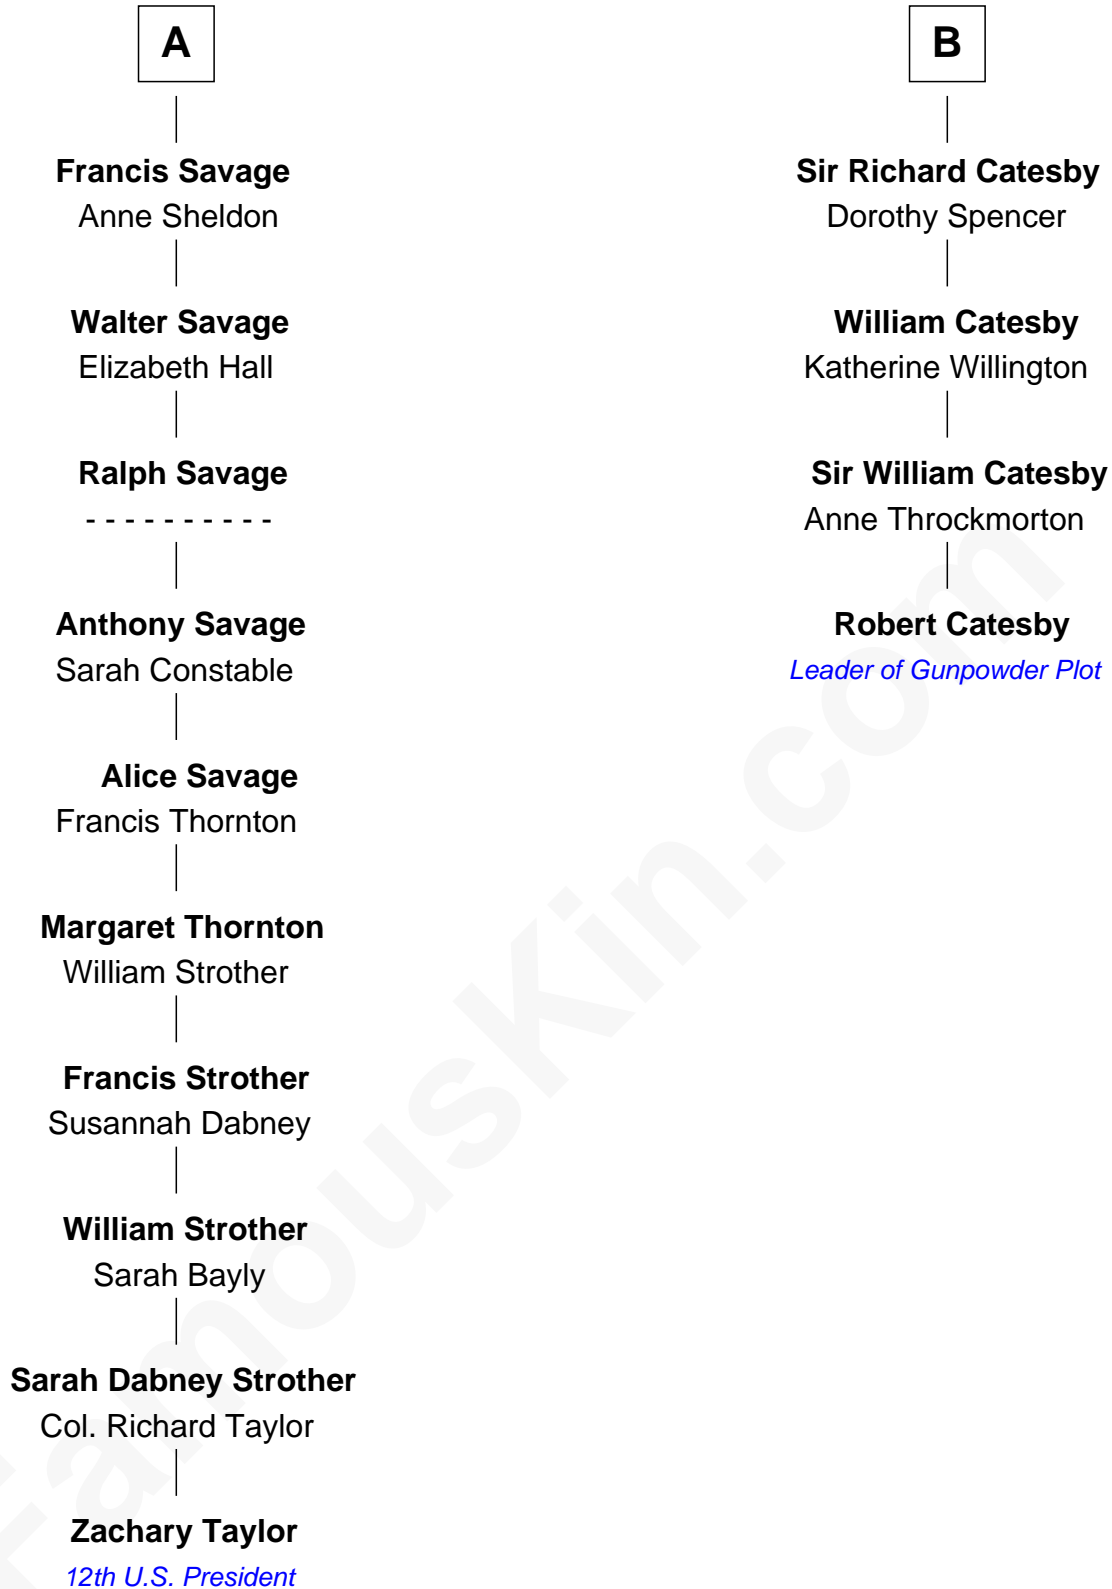 A
Francis Savage
Anne Sheldon
Walter Savage
Elizabeth Hall
Ralph Savage
- - - - - - - - - -
Anthony Savage
Sarah Constable
Alice Savage
Francis Thornton
Margaret Thornton
William Strother
Francis Strother
Susannah Dabney
William Strother
Sarah Bayly
Sarah Dabney Strother
Col. Richard Taylor
Zachary Taylor
12th U.S. President
B
Sir Richard Catesby
Dorothy Spencer
William Catesby
Katherine Willington
Sir William Catesby
Anne Throckmorton
Robert Catesby
Leader of Gunpowder Plot
FamousKin.com